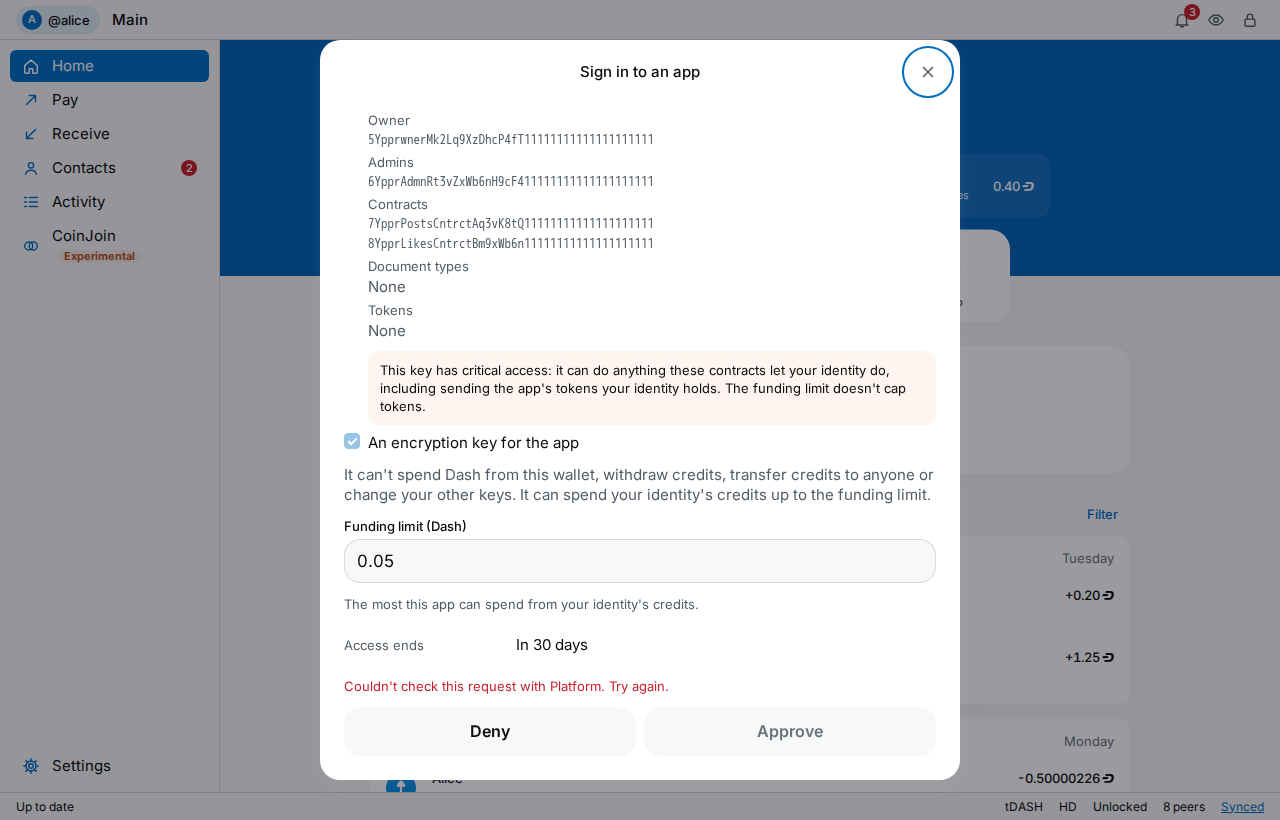 A @alice Main
3
Home
Pay
Receive
Contacts 2
Activity
CoinJoin
Experimental
Settings
Sign in to an app
Owner
5YpprwnerMk2Lq9XzDhcP4fT11111111111111111111
Admins
6YpprAdmnRt3vZxWb6nH9cF411111111111111111111
Contracts
7YpprPostsCntrctAq3vK8tQ11111111111111111111
8YpprLikesCntrctBm9xWb6n11111111111111111111
Document types
None
Tokens
None
This key has critical access: it can do anything these contracts let your identity do,
including sending the app's tokens your identity holds. The funding limit doesn't cap
tokens.
An encryption key for the app
It can't spend Dash from this wallet, withdraw credits, transfer credits to anyone or
change your other keys. It can spend your identity's credits up to the funding limit.
Funding limit (Dash)
0.05
The most this app can spend from your identity's credits.
Access ends In 30 days
Couldn't check this request with Platform. Try again.
Deny Approve
0.40
Filter
Tuesday
+0.20
+1.25
Monday
Alice -0.50000226
Up to date tDASH HD Unlocked 8 peers Synced